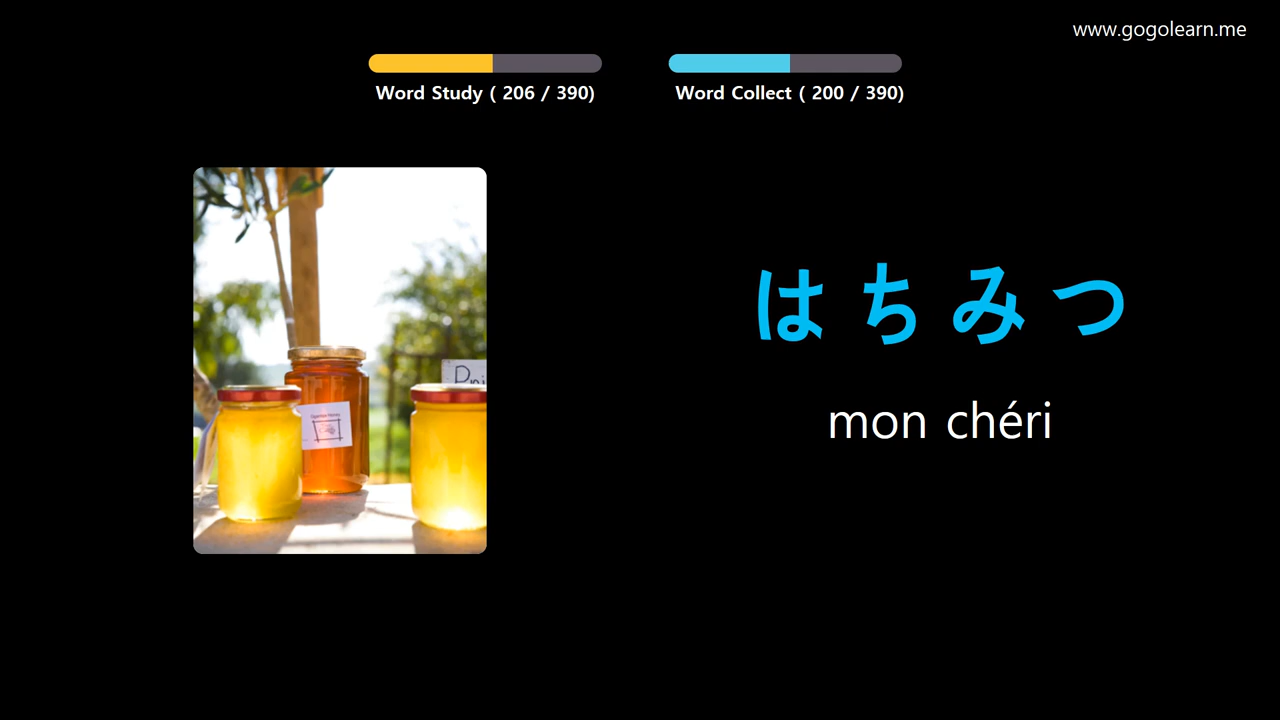 www.gogolearn.me
Word Study ( 206 / 390)
Word Collect ( 200 / 390)
はちみつ
mon chéri